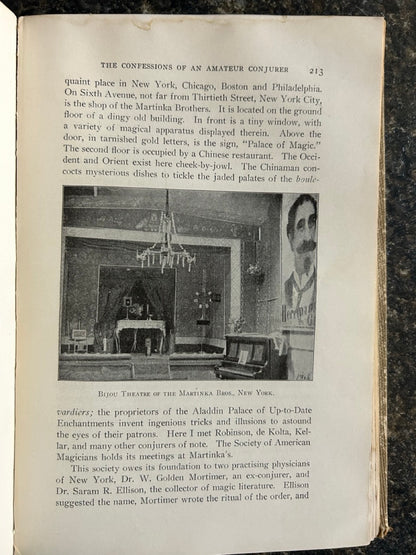 THE CONFESSIONS OF AN AMATEUR CONJURER 213
quaint place in New York, Chicago, Boston and Philadelphia.
On Sixth Avenue, not far from Thirtieth Street, New York City,
is the shop of the Martinka Brothers. It is located on the ground
floor of a dingy old building. In front is a tiny window, with
a variety of magical apparatus displayed therein. Above the
door, in tarnished gold letters, is the sign, "Palace of Magic."
The second floor is occupied by a Chinese restaurant. The Occi-
dent and Orient exist here cheek-by-jowl. The Chinaman con-
cocts mysterious dishes to tickle the jaded palates of the boule-
Herrmann
Bijou Theatre of the Martinka Bros., New York.
vardiers; the proprietors of the Aladdin Palace of Up-to-Date
Enchantments invent ingenious tricks and illusions to astound
the eyes of their patrons. Here I met Robinson, de Kolta, Kel-
lar, and many other conjurers of note. The Society of American
Magicians holds its meetings at Martinka's.
This society owes its foundation to two practising physicians
of New York, Dr. W. Golden Mortimer, an ex-conjurer, and
Dr. Saram R. Ellison, the collector of magic literature. Ellison
suggested the name, Mortimer wrote the ritual of the order, and